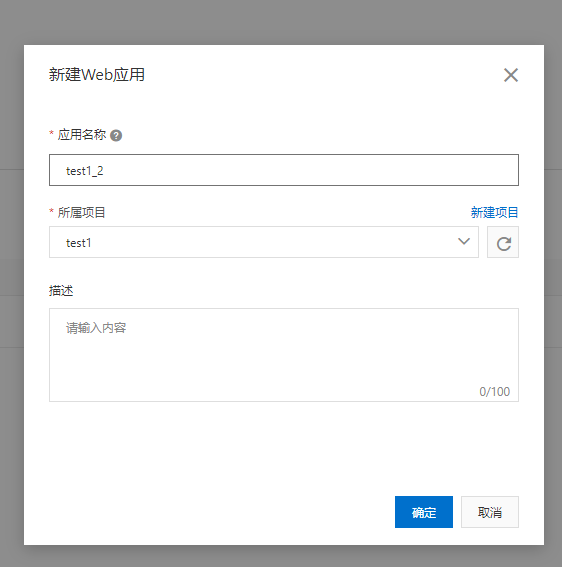 新建Web应用
* 应用名称 ?
test1_2
* 所属项目 新建项目
test1
描述
请输入内容
0/100
确定 取消